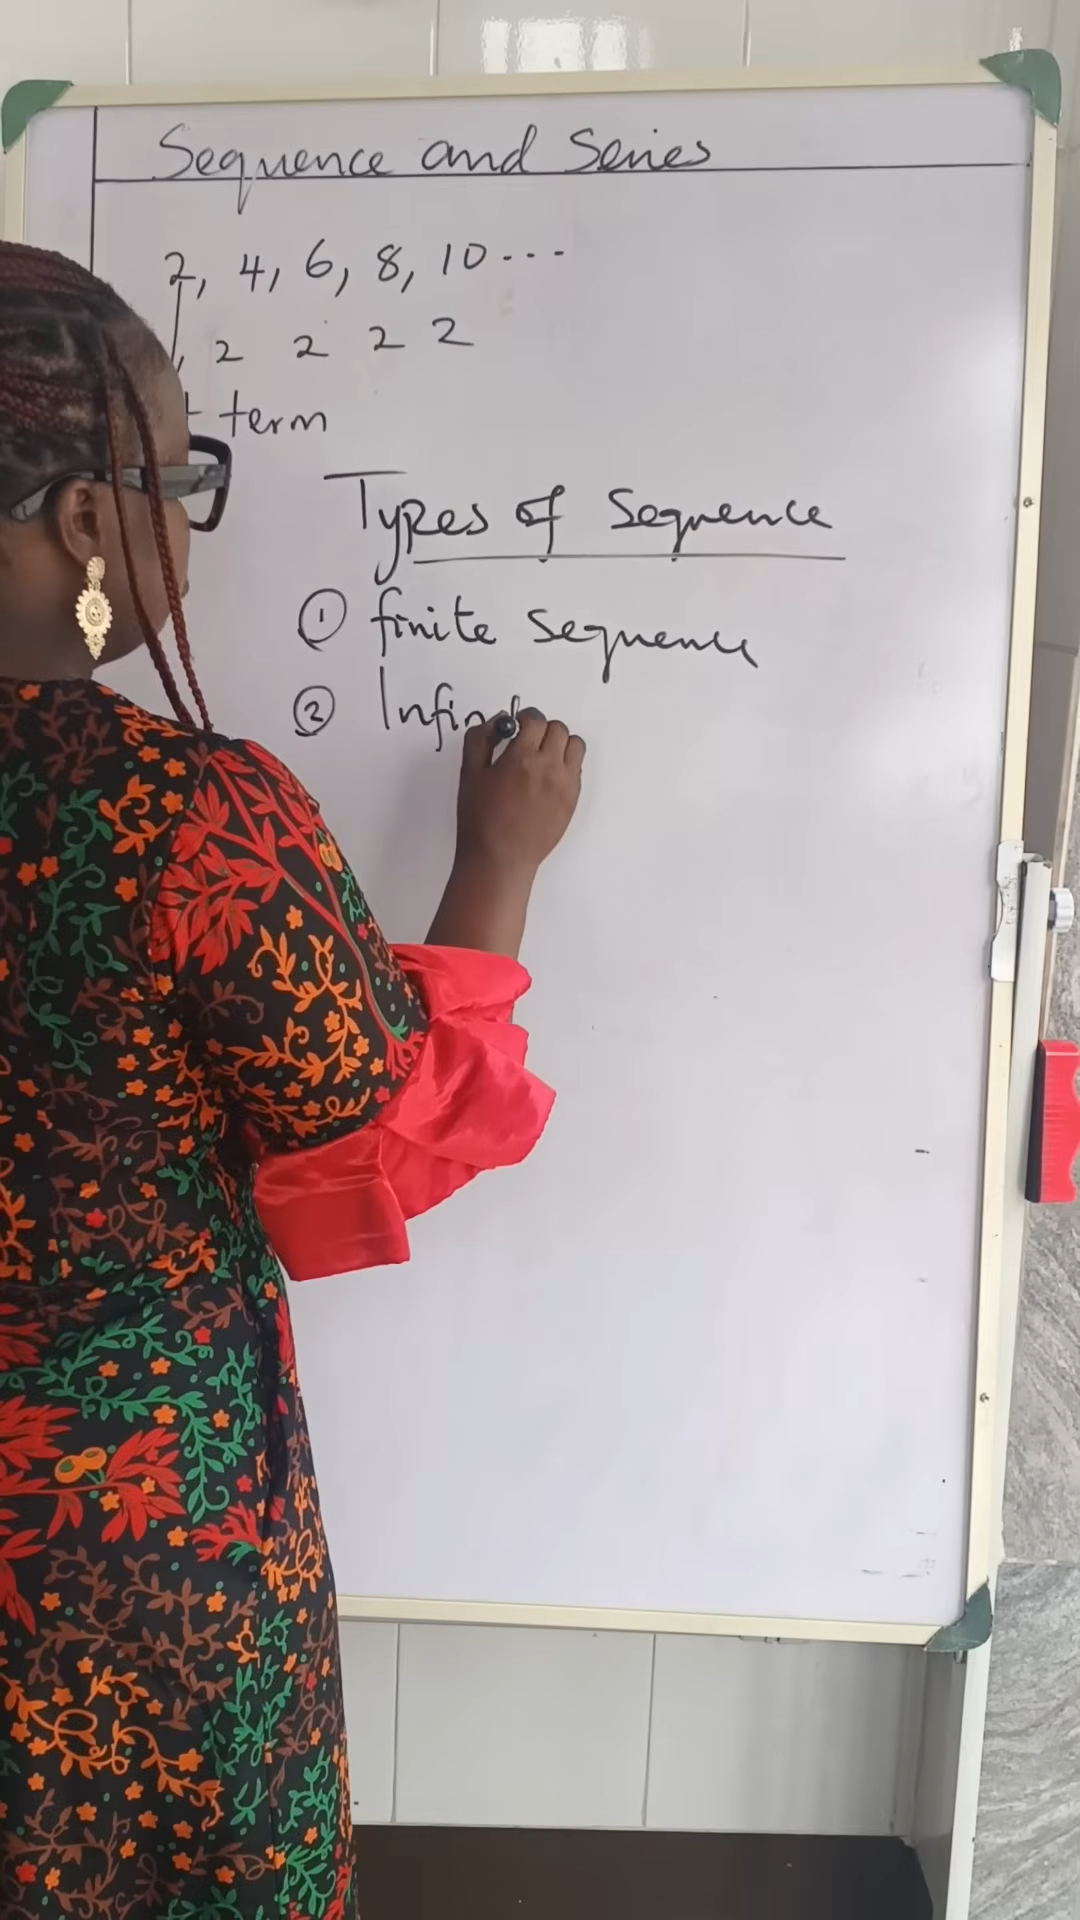 Sequence and Series
2, 4, 6, 8, 10 ...
2 2 2 2
term
Types of Sequence
① finite sequence
② Infin